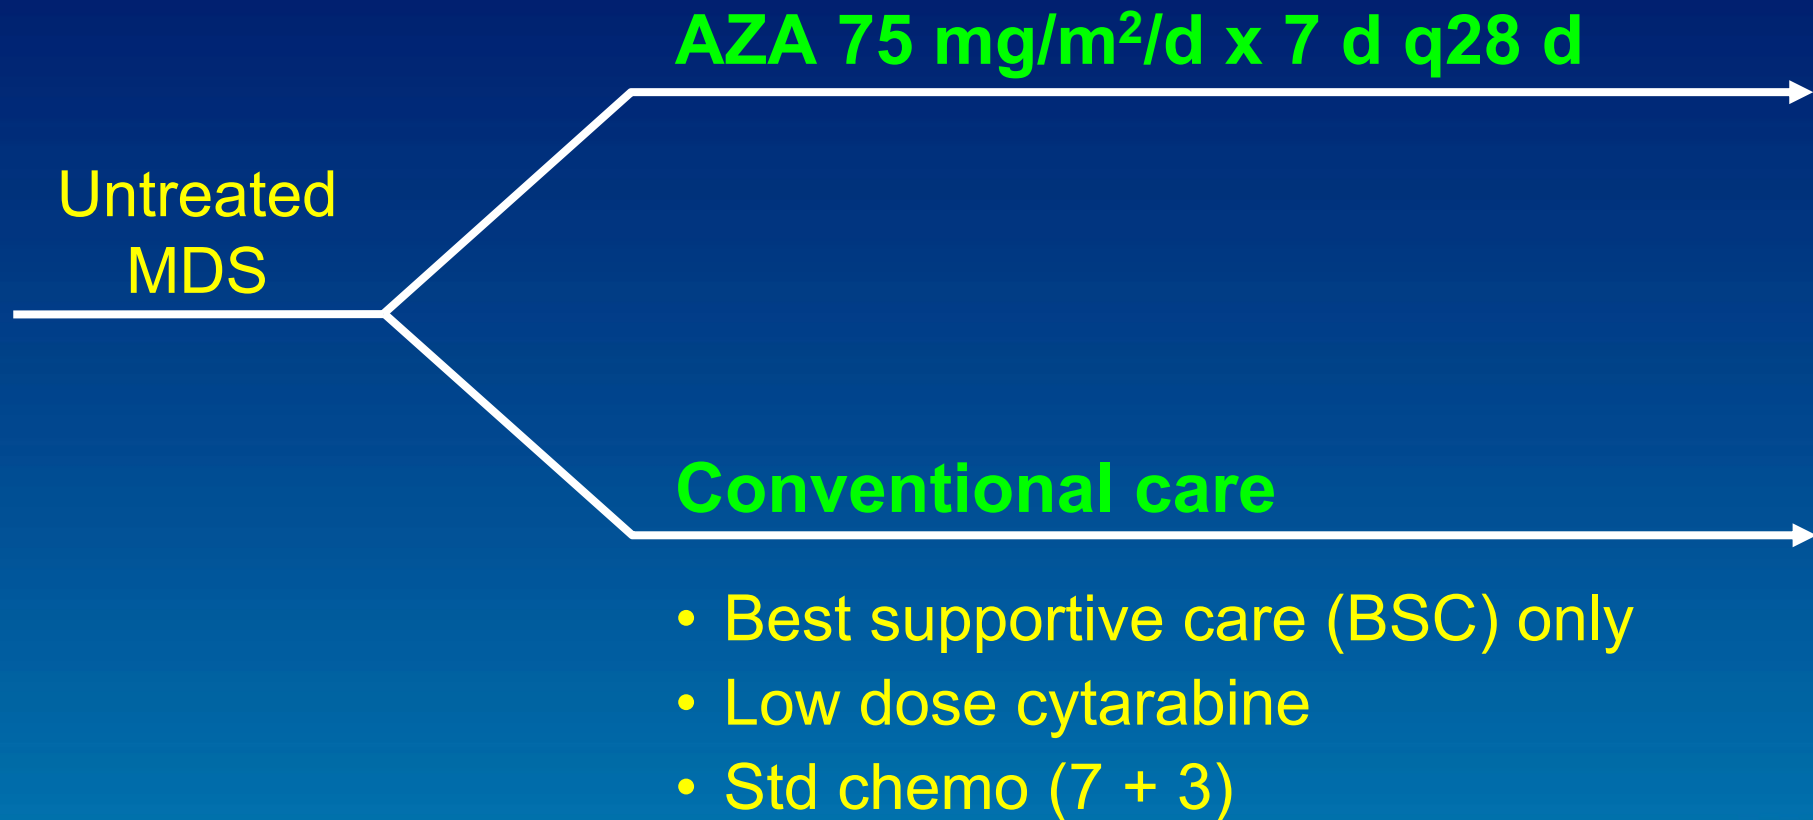 AZA 75 mg/m²/d x 7 d q28 d
Untreated
MDS
Conventional care
• Best supportive care (BSC) only
• Low dose cytarabine
• Std chemo (7 + 3)